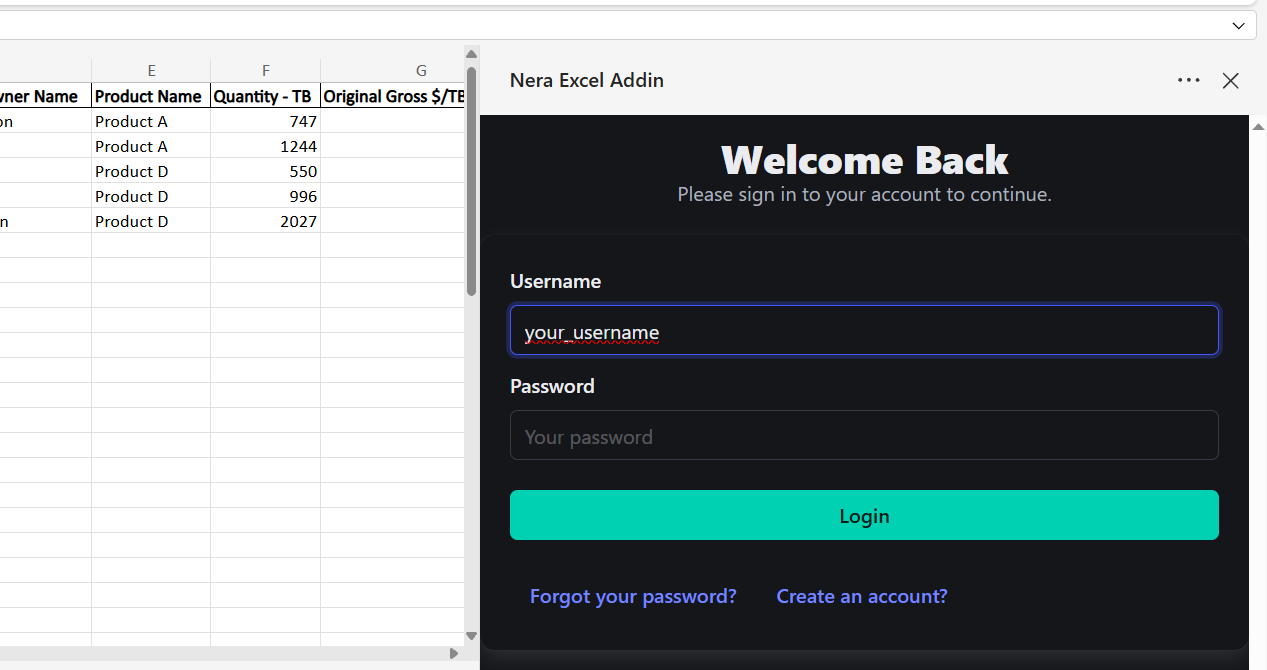 E F G
Product Name Quantity - TB Original Gross $/TB
Product A 747
Product A 1244
Product D 550
Product D 996
Product D 2027
Nera Excel Addin
Welcome Back
Please sign in to your account to continue.
Username
your_username
Password
Your password
Login
Forgot your password? Create an account?